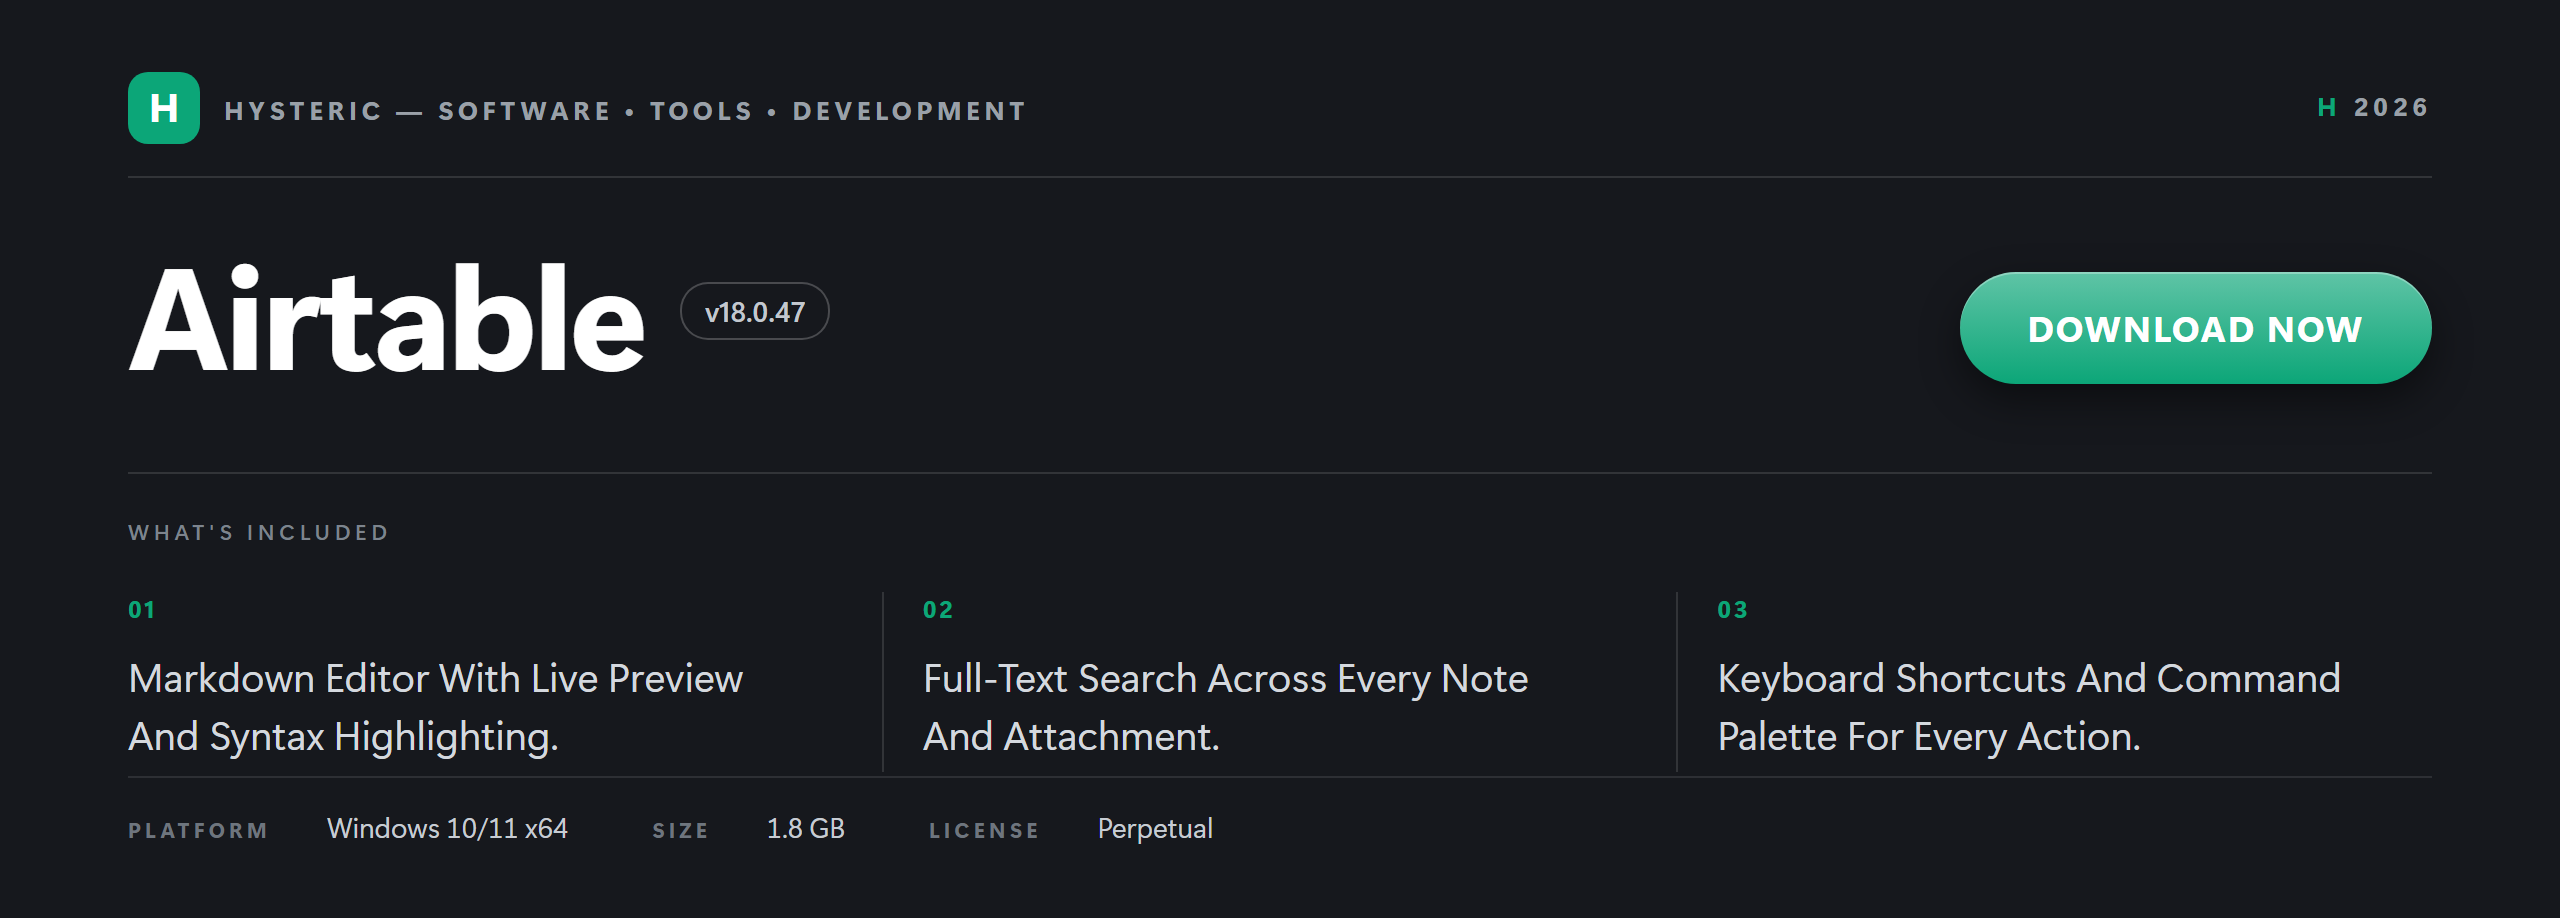 H HYSTERIC — SOFTWARE • TOOLS • DEVELOPMENT
H 2026
Airtable v18.0.47
DOWNLOAD NOW
WHAT'S INCLUDED
01
Markdown Editor With Live Preview
And Syntax Highlighting.
02
Full-Text Search Across Every Note
And Attachment.
03
Keyboard Shortcuts And Command
Palette For Every Action.
PLATFORM Windows 10/11 x64 SIZE 1.8 GB LICENSE Perpetual